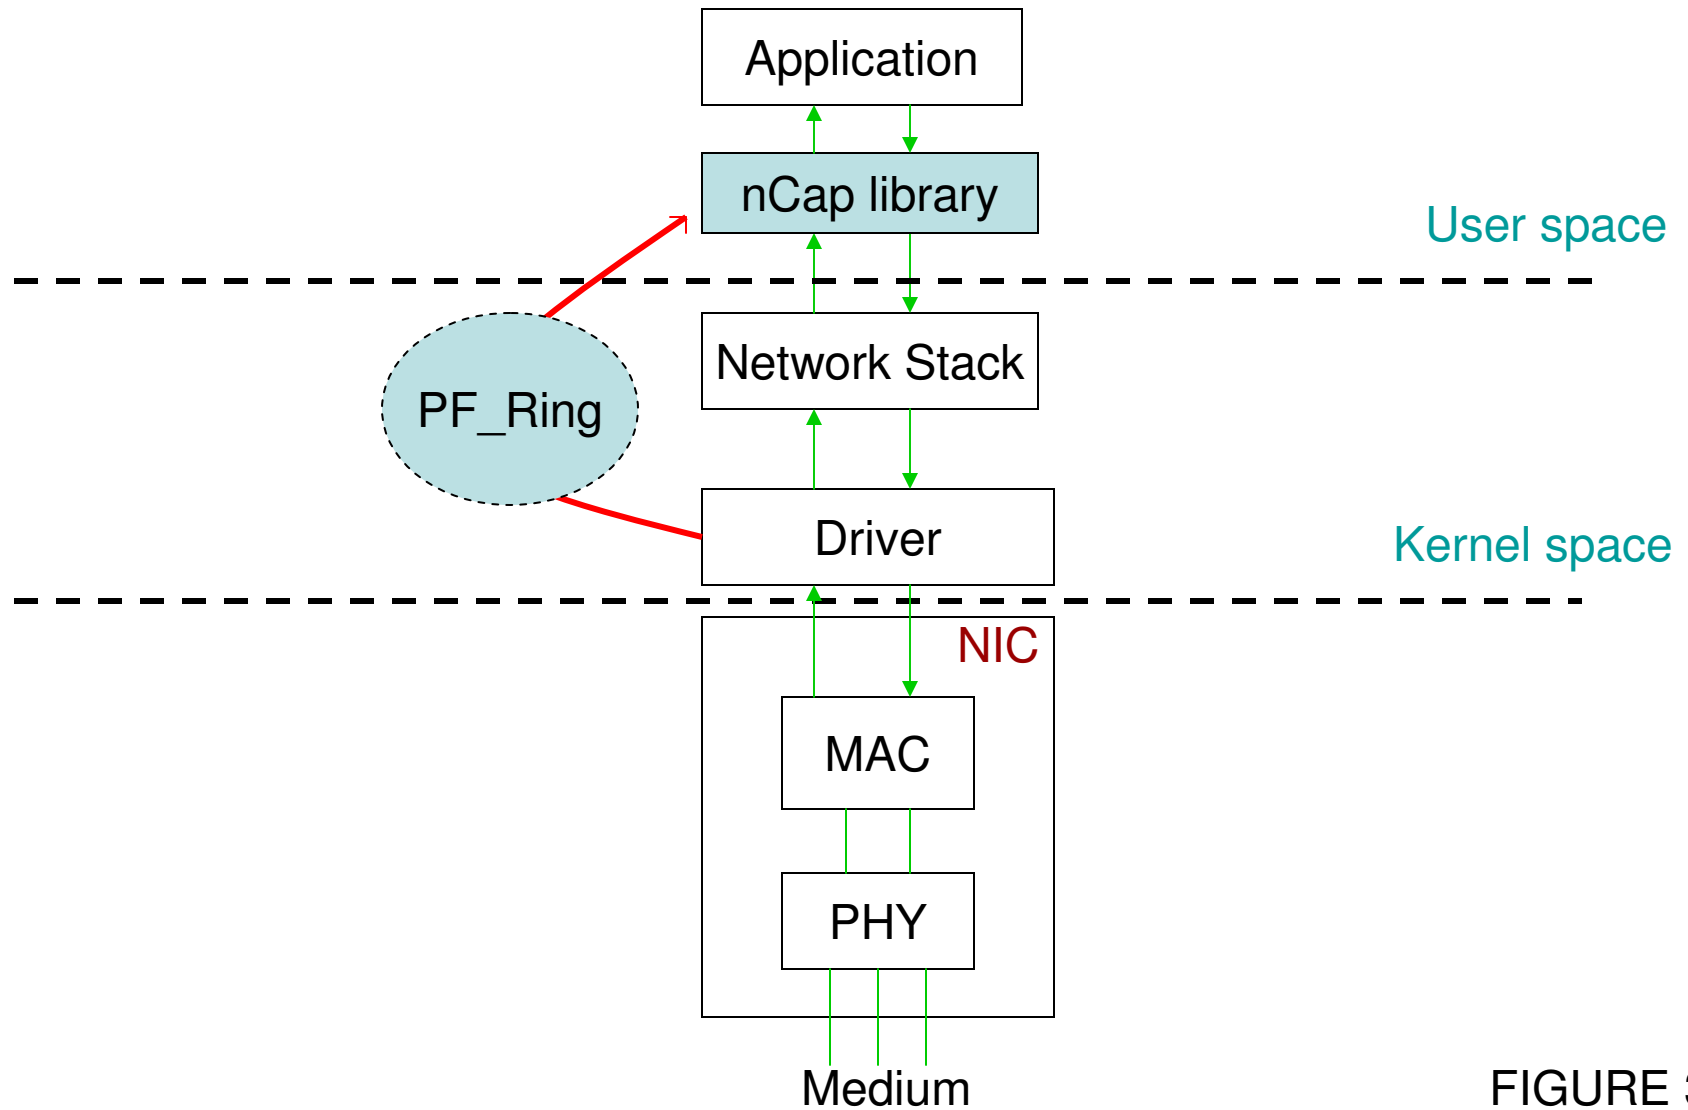 Application
nCap library
User space
Network Stack
PF_Ring
Driver
Kernel space
NIC
MAC
PHY
Medium
FIGURE